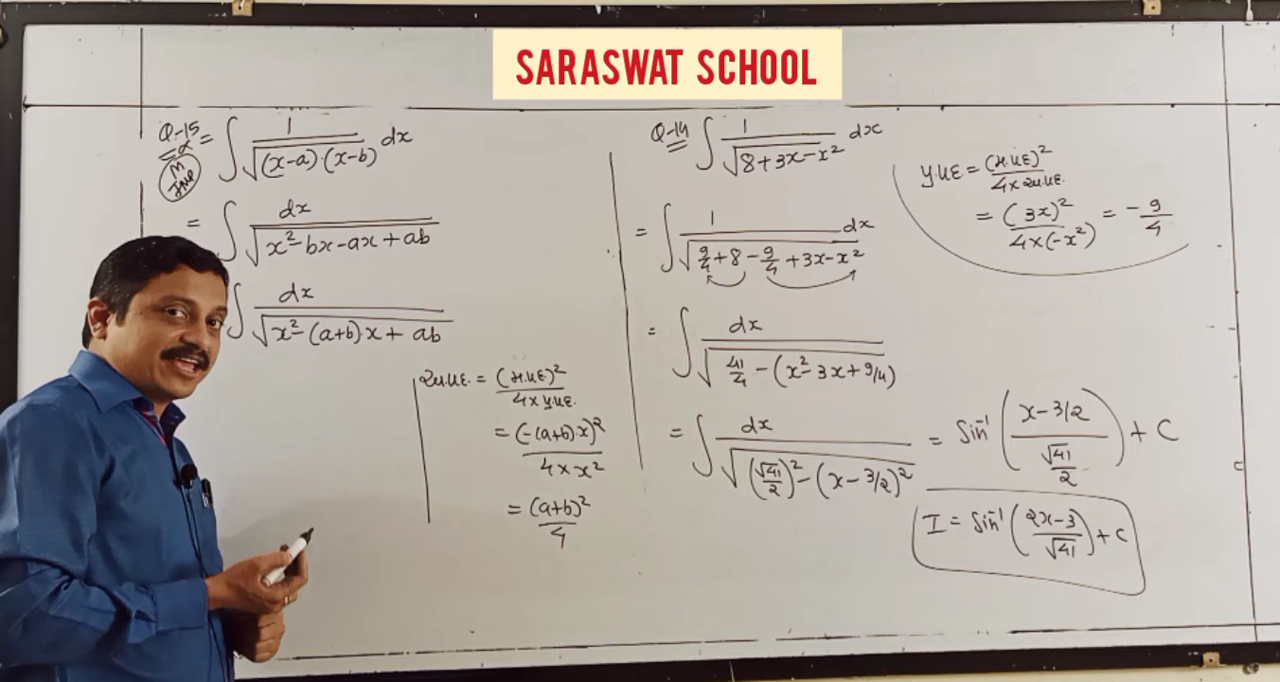 SARASWAT SCHOOL
Q-15 = ∫ 1/√((x-a)·(x-b)) dx
M
Imp
= ∫ dx/√(x²-bx-ax+ab)
∫ dx/√(x²-(a+b)x+ab)
= (-(a+b)·x)²/(4×x²)
= (a+b)²/4
Q-14 ∫ 1/√(8+3x-x²) dx
= ∫ 1/√(9/4+8-9/4+3x-x²) dx
= ∫ dx/√(41/4-(x²-3x+9/4))
= ∫ dx/√((√41/2)²-(x-3/2)²) = Sin⁻¹((x-3/2)/(√41/2)) + C
I = Sin⁻¹((2x-3)/√41) + C
= (3x)²/(4×(-x²)) = -9/4